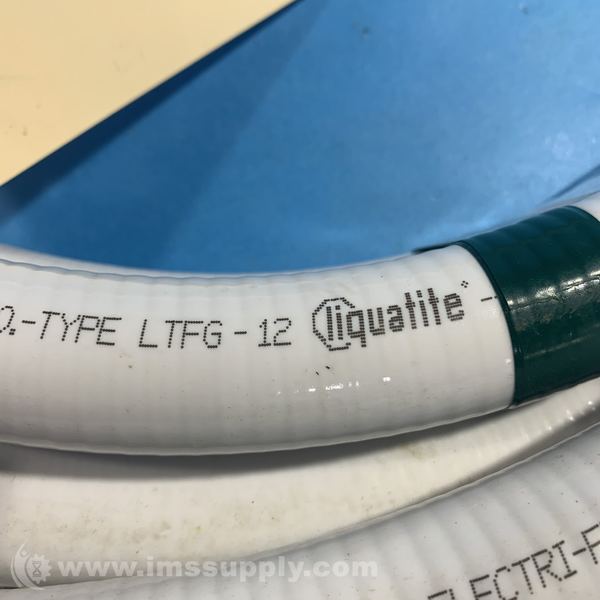 O.-TYPE LTFG-12 liquatite
ELECTRI-F
www.imssupply.com